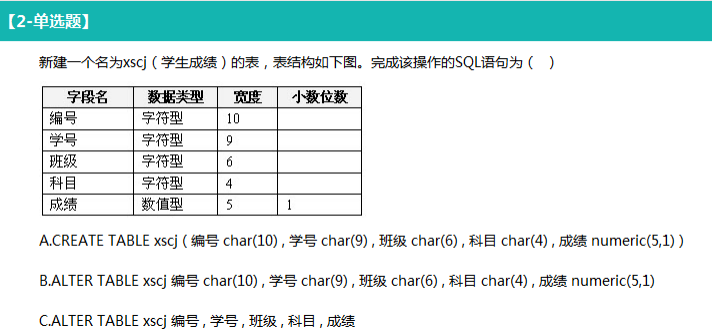 【2-单选题】
新建一个名为xscj（学生成绩）的表，表结构如下图。完成该操作的SQL语句为（　）
字段名 数据类型 宽度 小数位数
编号 字符型 10
学号 字符型 9
班级 字符型 6
科目 字符型 4
成绩 数值型 5 1
A.CREATE TABLE xscj ( 编号 char(10) , 学号 char(9) , 班级 char(6) , 科目 char(4) , 成绩 numeric(5,1) )
B.ALTER TABLE xscj 编号 char(10) , 学号 char(9) , 班级 char(6) , 科目 char(4) , 成绩 numeric(5,1)
C.ALTER TABLE xscj 编号 , 学号 , 班级 , 科目 , 成绩